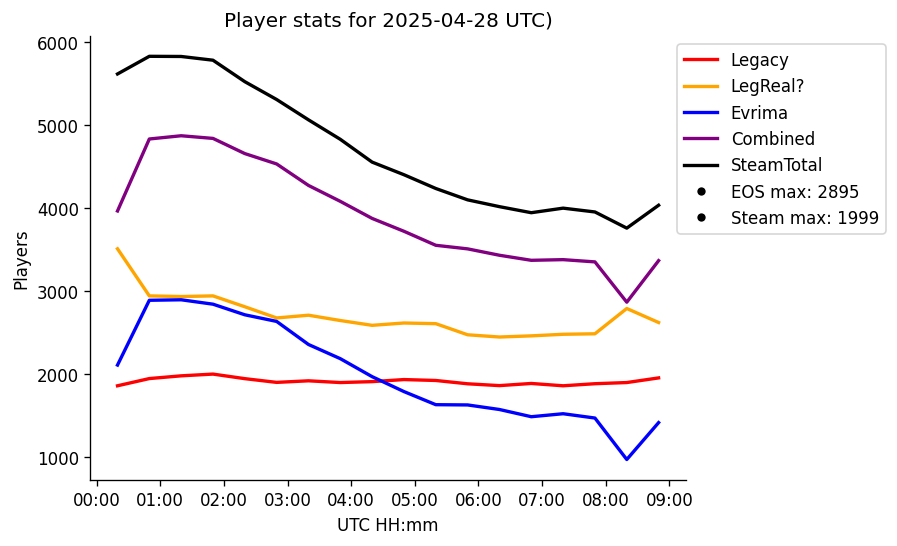 Player stats for 2025-04-28 UTC)
6000
5000
4000
3000
2000
1000
Players
00:00 01:00 02:00 03:00 04:00 05:00 06:00 07:00 08:00 09:00
UTC HH:mm
Legacy
LegReal?
Evrima
Combined
SteamTotal
EOS max: 2895
Steam max: 1999